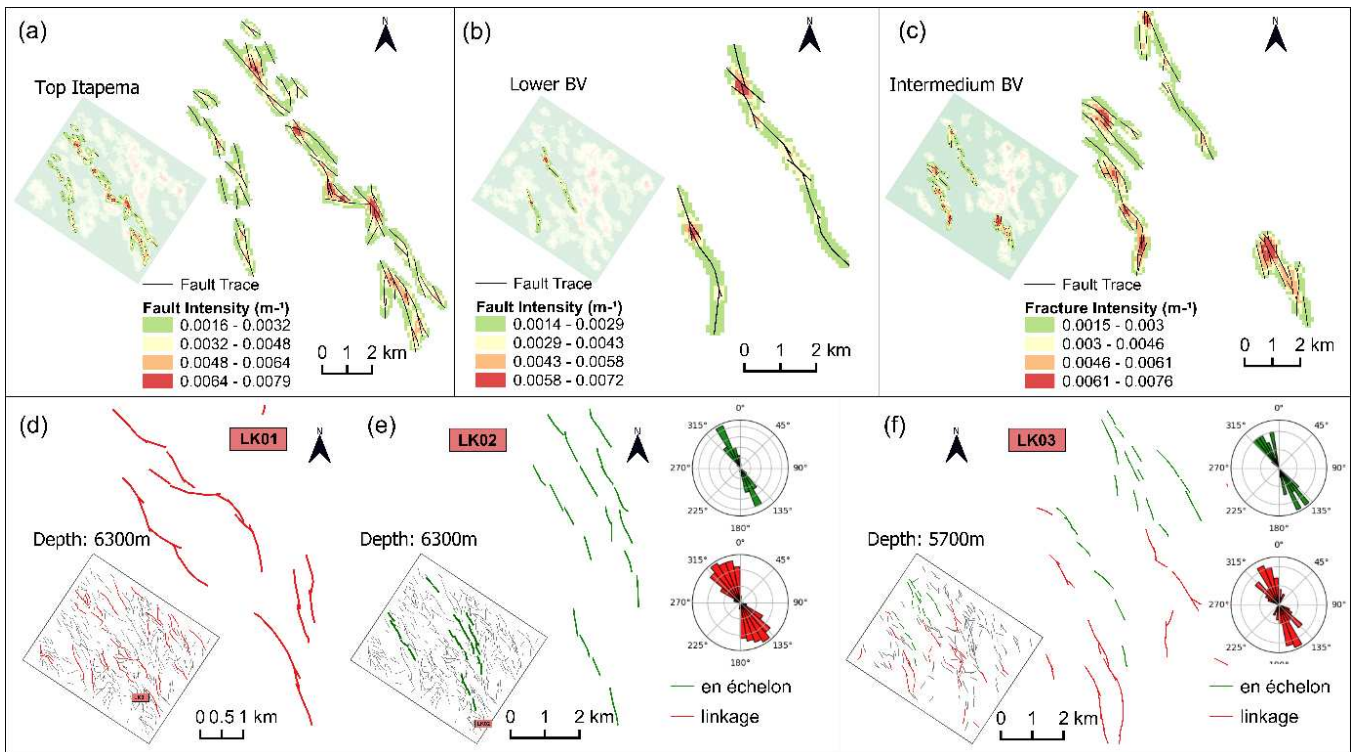 (a)
N
Top Itapema
Fault Trace
Fault Intensity (m⁻¹)
0.0016 - 0.0032
0.0032 - 0.0048
0.0048 - 0.0064
0.0064 - 0.0079
0 1 2 km
(b)
N
Lower BV
Fault Trace
Fault Intensity (m⁻¹)
0.0014 - 0.0029
0.0029 - 0.0043
0.0043 - 0.0058
0.0058 - 0.0072
0 1 2 km
(c)
N
Intermedium BV
Fault Trace
Fracture Intensity (m⁻¹)
0.0015 - 0.003
0.003 - 0.0046
0.0046 - 0.0061
0.0061 - 0.0076
0 1 2 km
(d)
LK01
N
Depth: 6300m
0 0.5 1 km
(e)
LK02
N
Depth: 6300m
LK02
0 1 2 km
0°
315° 45°
270° 90°
225° 135°
180°
0°
315° 45°
270° 90°
225° 135°
180°
en échelon
linkage
(f)
N
LK03
Depth: 5700m
0 1 2 km
0°
315° 45°
270° 90°
225° 135°
180°
0°
315° 45°
270° 90°
225° 135°
en échelon
linkage